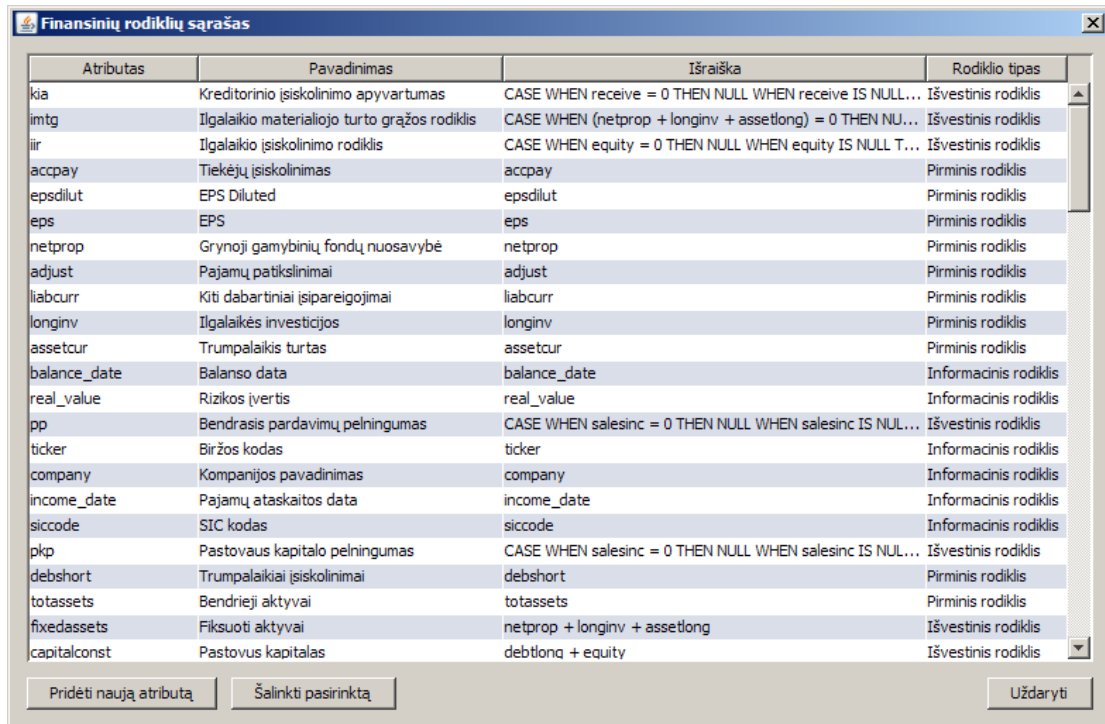 Finansinių rodiklių sąrašas
Atributas Pavadinimas Išraiška Rodiklio tipas
kia Kreditorinio įsiskolinimo apyvartumas CASE WHEN receive = 0 THEN NULL WHEN receive IS NULL... Išvestinis rodiklis
imtg Ilgalaikio materialiojo turto grąžos rodiklis CASE WHEN (netprop + longinv + assetlong) = 0 THEN NU... Išvestinis rodiklis
iir Ilgalaikio įsiskolinimo rodiklis CASE WHEN equity = 0 THEN NULL WHEN equity IS NULL T... Išvestinis rodiklis
accpay Tiekėjų įsiskolinimas accpay Pirminis rodiklis
epsdilut EPS Diluted epsdilut Pirminis rodiklis
eps EPS eps Pirminis rodiklis
netprop Grynoji gamybinių fondų nuosavybė netprop Pirminis rodiklis
adjust Pajamų patikslinimai adjust Pirminis rodiklis
liabcurr Kiti dabartiniai įsipareigojimai liabcurr Pirminis rodiklis
longinv Ilgalaikės investicijos longinv Pirminis rodiklis
assetcur Trumpalaikis turtas assetcur Pirminis rodiklis
balance_date Balanso data balance_date Informacinis rodiklis
real_value Rizikos įvertis real_value Informacinis rodiklis
pp Bendrasis pardavimų pelningumas CASE WHEN salesinc = 0 THEN NULL WHEN salesinc IS NUL... Išvestinis rodiklis
ticker Biržos kodas ticker Informacinis rodiklis
company Kompanijos pavadinimas company Informacinis rodiklis
income_date Pajamų ataskaitos data income_date Informacinis rodiklis
siccode SIC kodas siccode Informacinis rodiklis
pkp Pastovaus kapitalo pelningumas CASE WHEN salesinc = 0 THEN NULL WHEN salesinc IS NUL... Išvestinis rodiklis
debshort Trumpalaikiai įsiskolinimai debshort Pirminis rodiklis
totassets Bendrieji aktyvai totassets Pirminis rodiklis
fixedassets Fiksuoti aktyvai netprop + longinv + assetlong Išvestinis rodiklis
capitalconst Pastovus kapitalas debtlong + equity Išvestinis rodiklis
Pridėti naują atributą Šalinkti pasirinktą Uždaryti